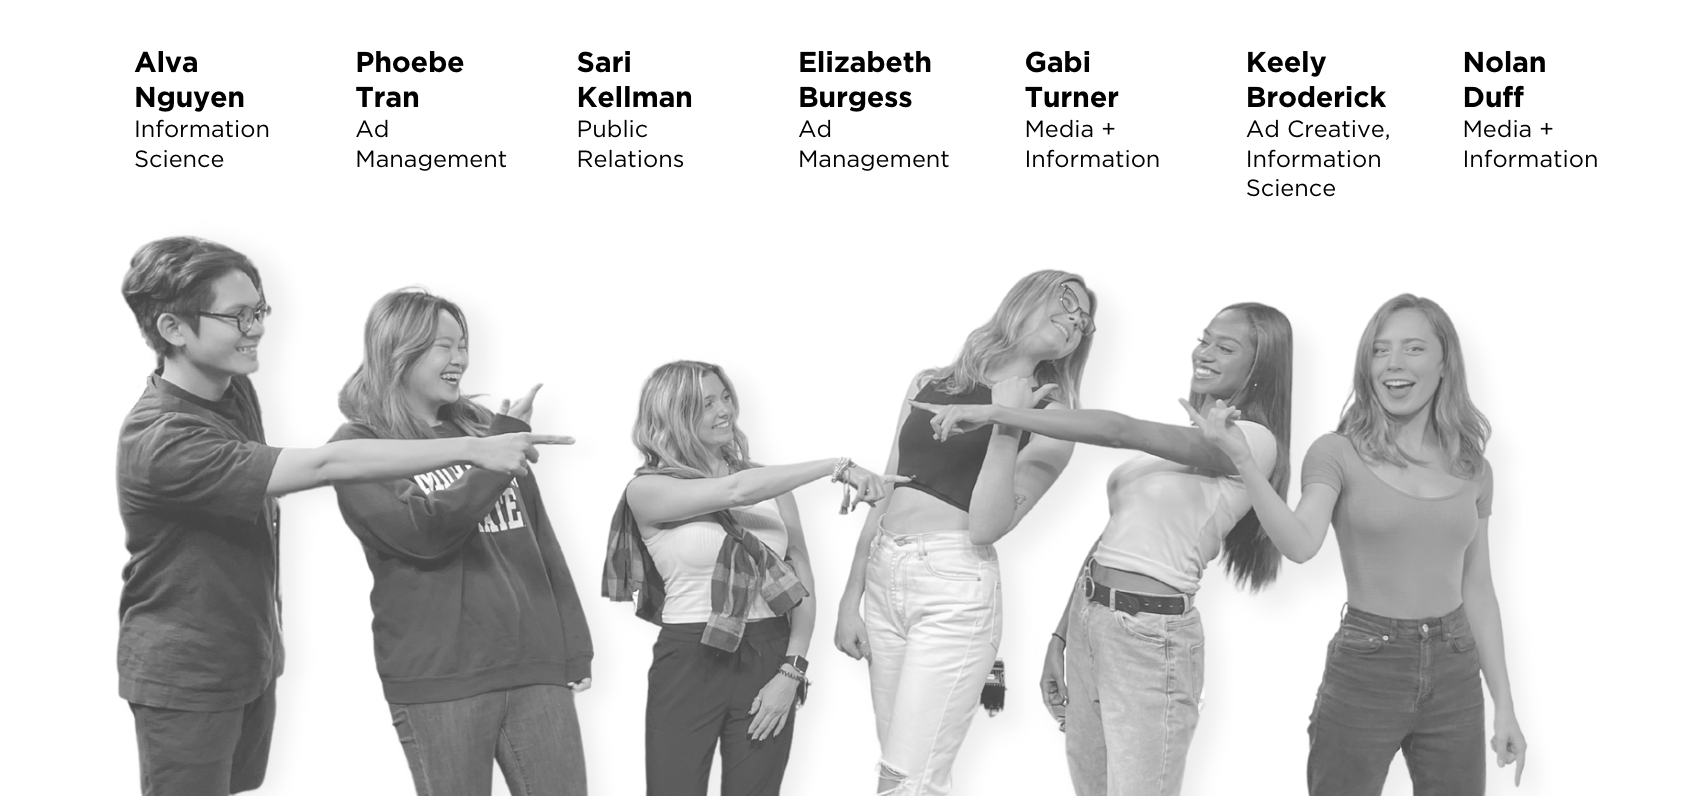 Alva
Nguyen
Information
Science
Phoebe
Tran
Ad
Management
Sari
Kellman
Public
Relations
Elizabeth
Burgess
Ad
Management
Gabi
Turner
Media +
Information
Keely
Broderick
Ad Creative,
Information
Science
Nolan
Duff
Media +
Information